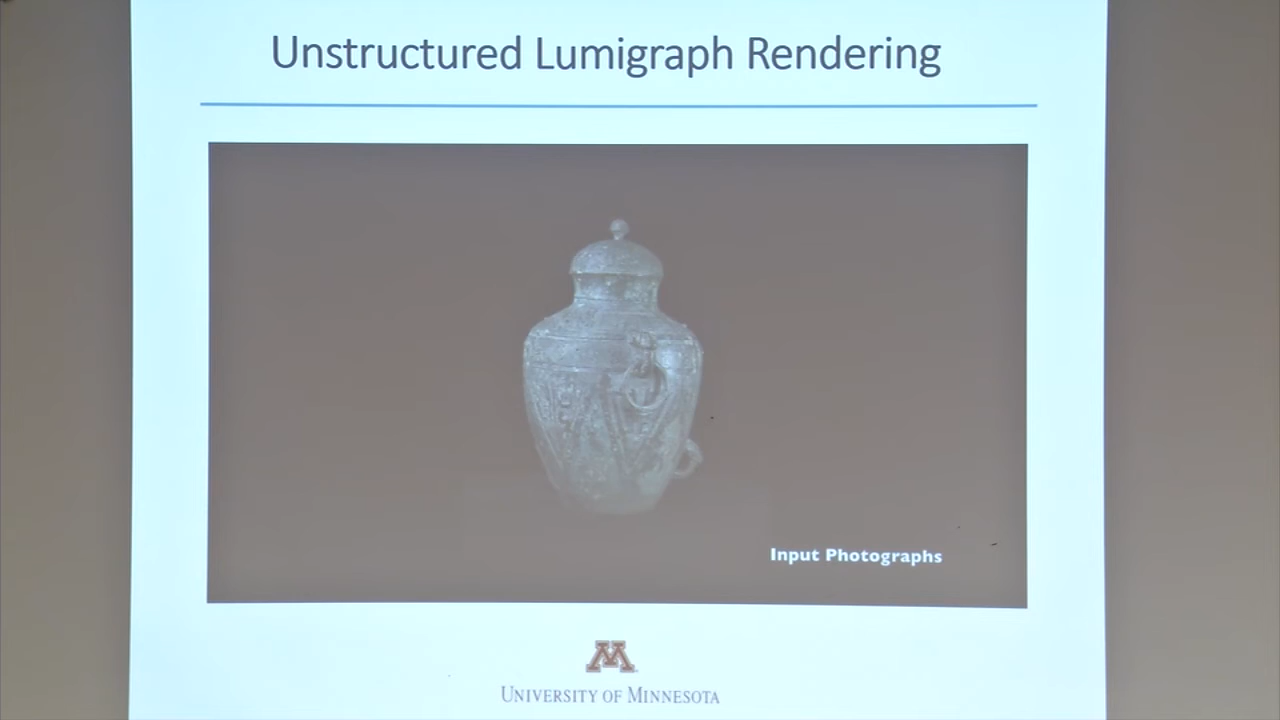 Unstructured Lumigraph Rendering
Input Photographs
M
UNIVERSITY OF MINNESOTA